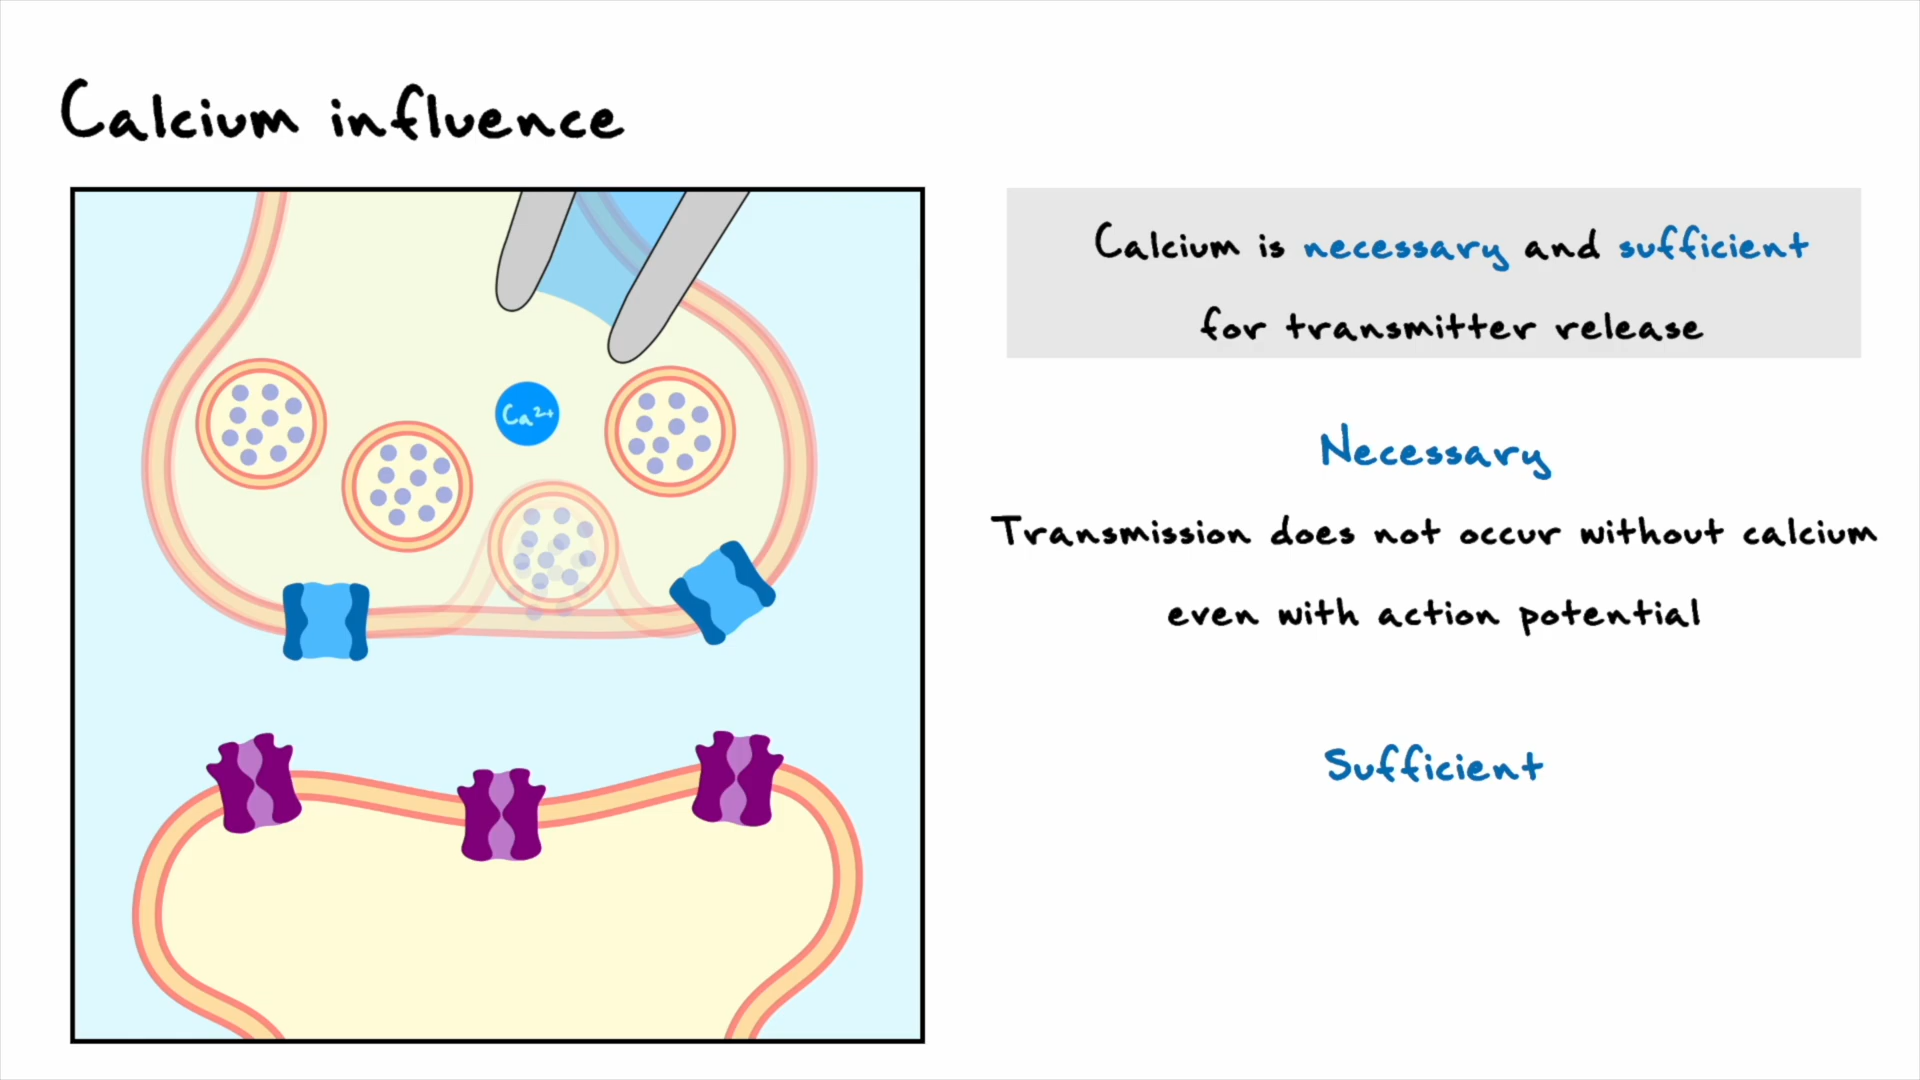 Calcium influence
Ca²⁺
Calcium is necessary and sufficient
for transmitter release
Necessary
Transmission does not occur without calcium
even with action potential
Sufficient